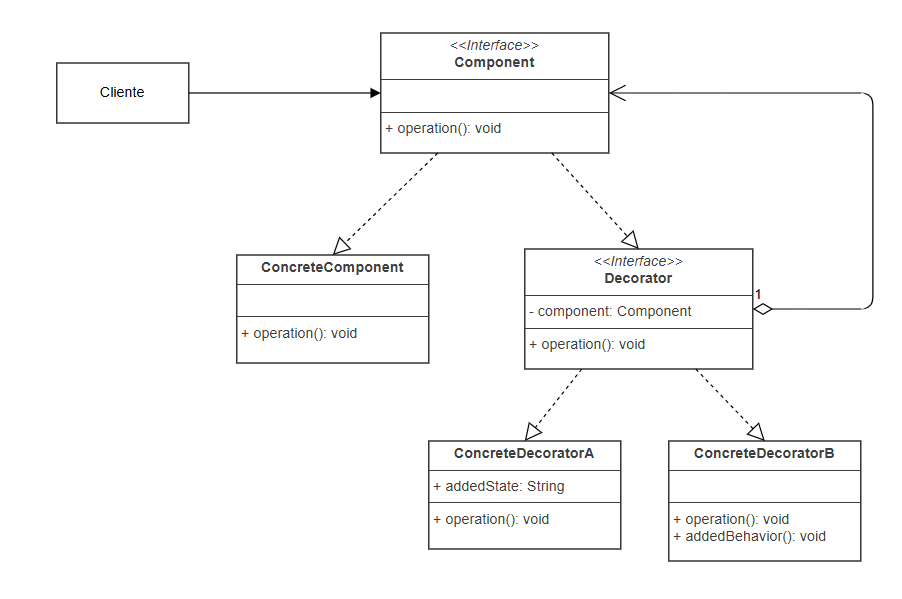 <<Interface>>
Component
Cliente
+ operation(): void
ConcreteComponent
+ operation(): void
<<Interface>>
Decorator
1
- component: Component
+ operation(): void
ConcreteDecoratorA
+ addedState: String
+ operation(): void
ConcreteDecoratorB
+ operation(): void
+ addedBehavior(): void